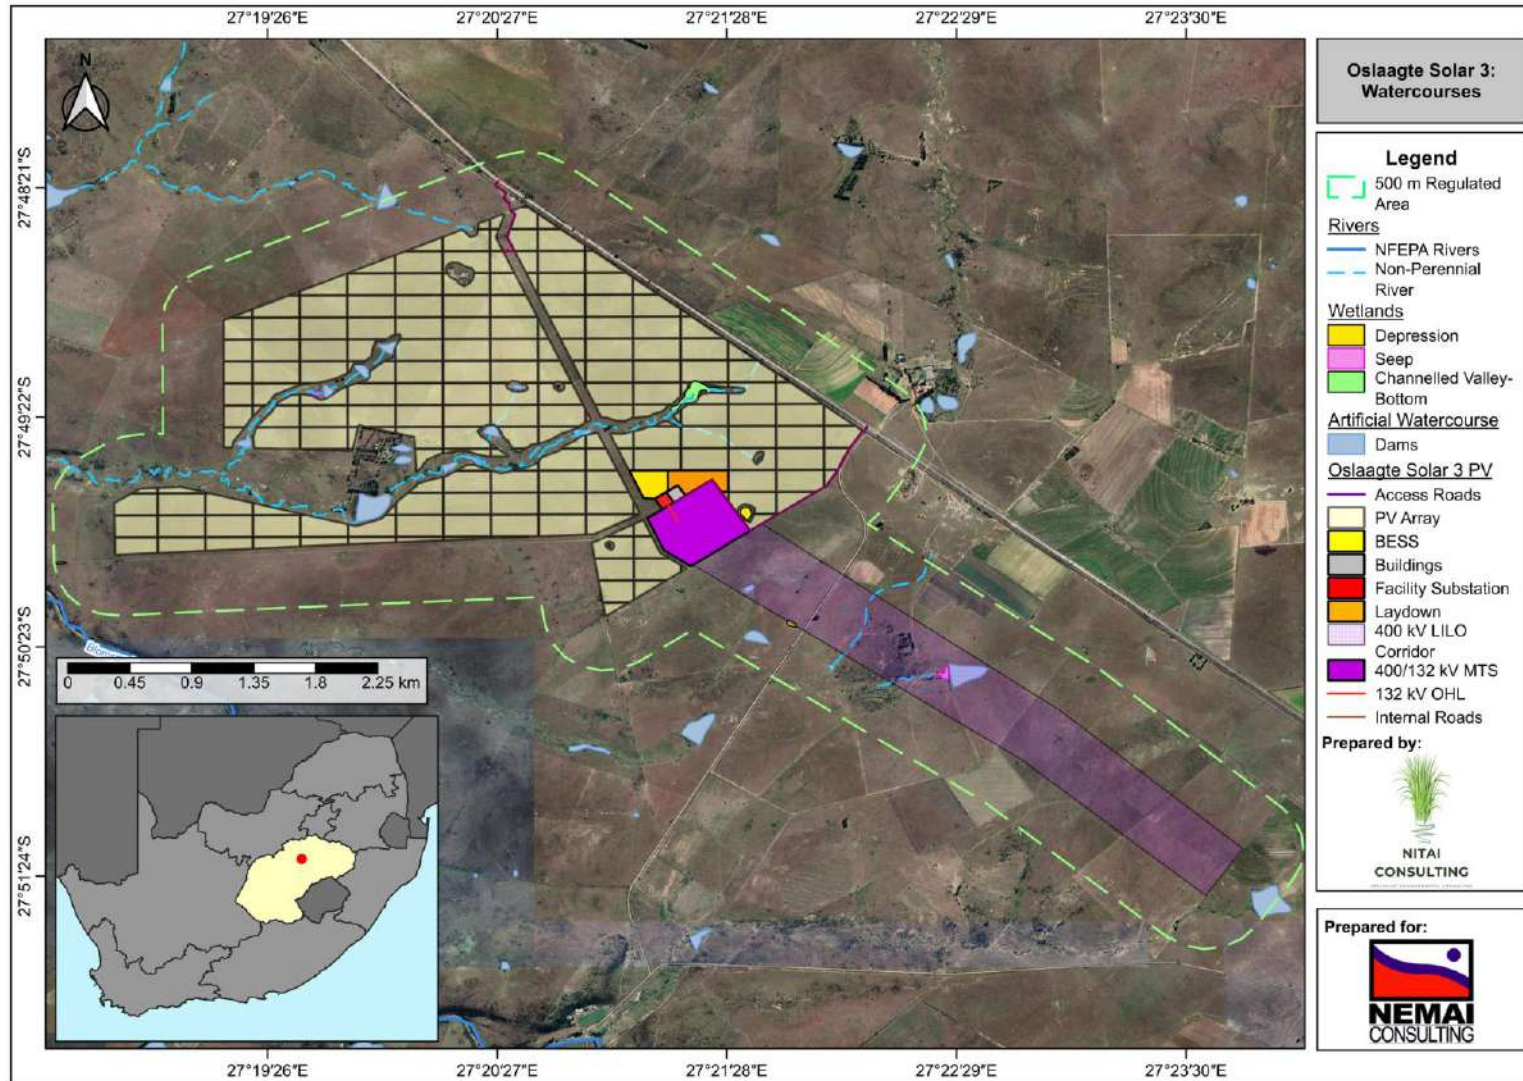 27°19'26"E 27°20'27"E 27°21'28"E 27°22'29"E 27°23'30"E
N
27°48'21"S
27°49'22"S
27°50'23"S
27°51'24"S
0 0.45 0.9 1.35 1.8 2.25 km
27°19'26"E 27°20'27"E 27°21'28"E 27°22'29"E 27°23'30"E
Oslaagte Solar 3:
Watercourses
Legend
500 m Regulated
Area
Rivers
NFEPA Rivers
Non-Perennial
River
Wetlands
Depression
Seep
Channelled Valley-
Bottom
Artificial Watercourse
Dams
Oslaagte Solar 3 PV
Access Roads
PV Array
BESS
Buildings
Facility Substation
Laydown
400 kV LILO
Corridor
400/132 kV MTS
132 kV OHL
Internal Roads
Prepared by:
NITAI
CONSULTING
Prepared for:
NEMAI
CONSULTING